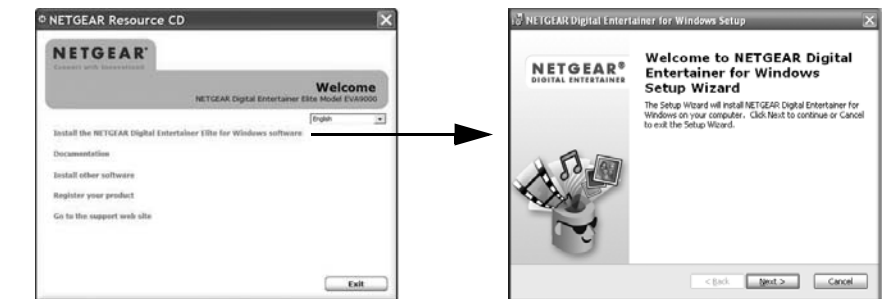 NETGEAR Resource CD
NETGEAR®
Connect with Innovation™
Welcome
NETGEAR Digital Entertainer Elite Model EVA9000
English
Install the NETGEAR Digital Entertainer Elite for Windows software
Documentation
Install other software
Register your product
Go to the support web site
Exit
NETGEAR Digital Entertainer for Windows Setup
NETGEAR®
DIGITAL ENTERTAINER
Welcome to NETGEAR Digital
Entertainer for Windows
Setup Wizard
The Setup Wizard will install NETGEAR Digital Entertainer for
Windows on your computer. Click Next to continue or Cancel
to exit the Setup Wizard.
< Back
Next >
Cancel